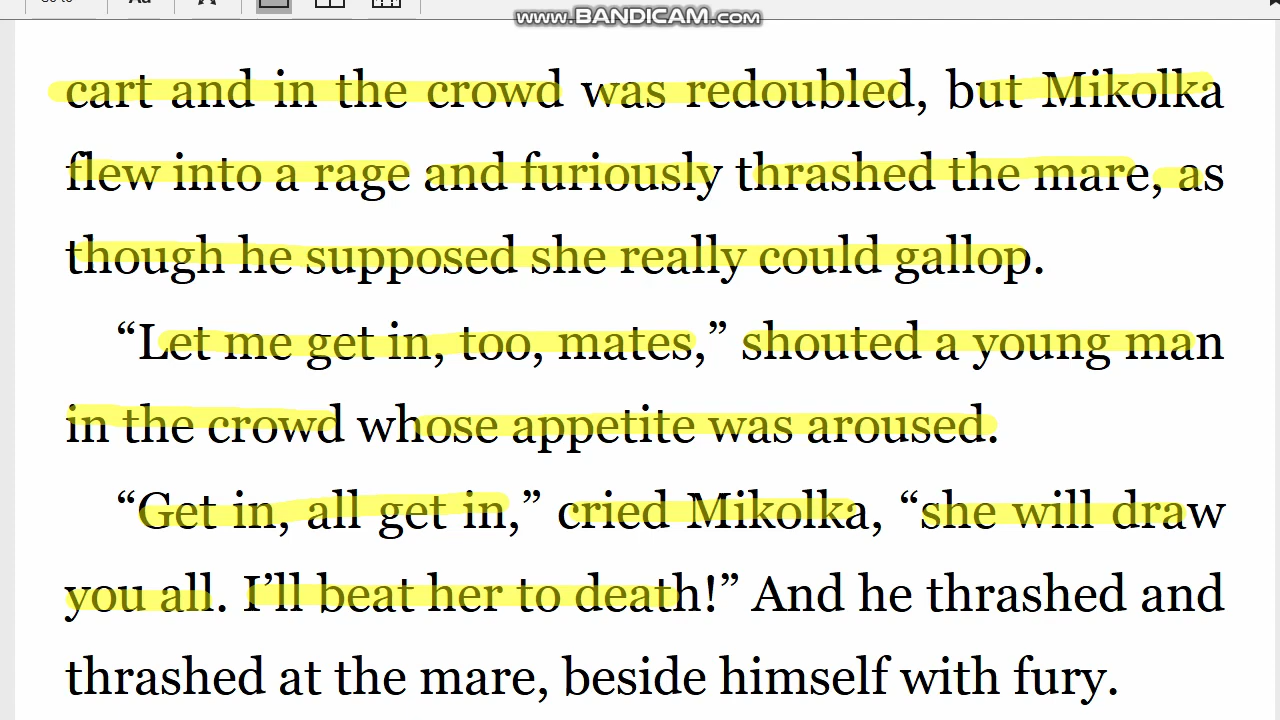 Aa
www.BANDICAM.com
cart and in the crowd was redoubled, but Mikolka
flew into a rage and furiously thrashed the mare, as
though he supposed she really could gallop.
“Let me get in, too, mates,” shouted a young man
in the crowd whose appetite was aroused.
“Get in, all get in,” cried Mikolka, “she will draw
you all. I’ll beat her to death!” And he thrashed and
thrashed at the mare, beside himself with fury.